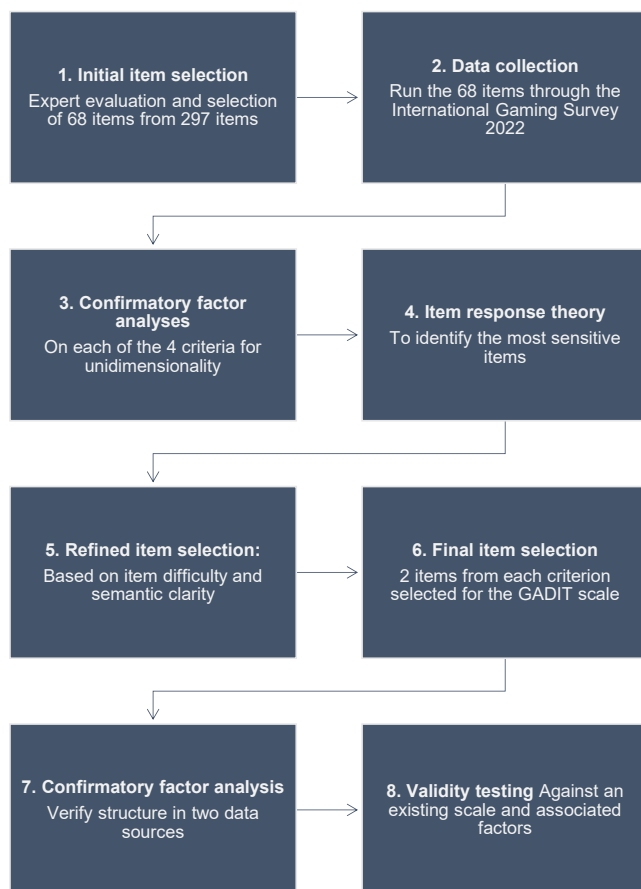 1. Initial item selection
Expert evaluation and selection
of 68 items from 297 items
2. Data collection
Run the 68 items through the
International Gaming Survey
2022
3. Confirmatory factor
analyses
On each of the 4 criteria for
unidimensionality
4. Item response theory
To identify the most sensitive
items
5. Refined item selection:
Based on item difficulty and
semantic clarity
6. Final item selection
2 items from each criterion
selected for the GADIT scale
7. Confirmatory factor analysis
Verify structure in two data
sources
8. Validity testing Against an
existing scale and associated
factors